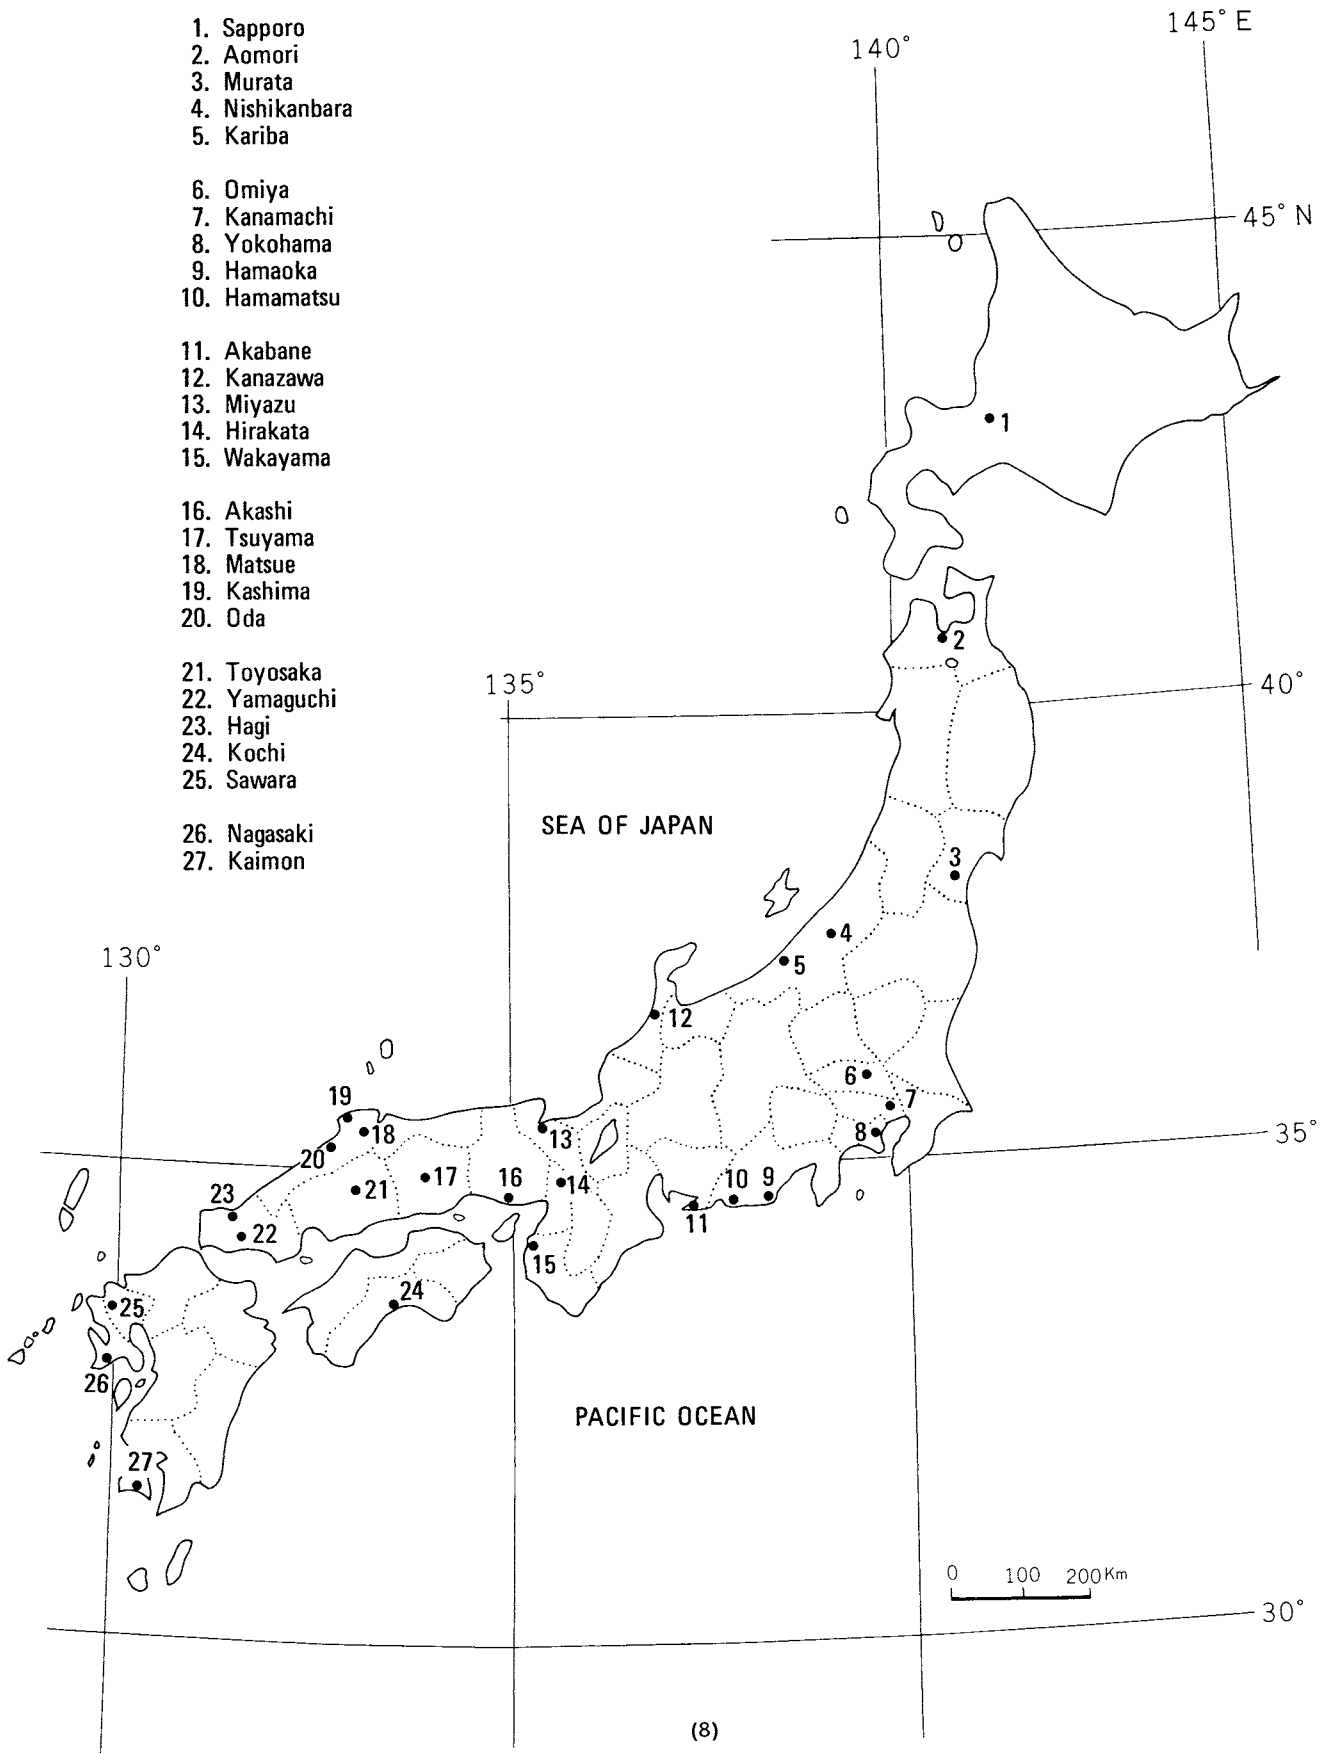 1. Sapporo
2. Aomori
3. Murata
4. Nishikanbara
5. Kariba
6. Omiya
7. Kanamachi
8. Yokohama
9. Hamaoka
10. Hamamatsu
11. Akabane
12. Kanazawa
13. Miyazu
14. Hirakata
15. Wakayama
16. Akashi
17. Tsuyama
18. Matsue
19. Kashima
20. Oda
21. Toyosaka
22. Yamaguchi
23. Hagi
24. Kochi
25. Sawara
26. Nagasaki
27. Kaimon
145° E
140°
45° N
1
2
135°
40°
SEA OF JAPAN
3
4
130°
5
12
6
19
7
18
13
8
35°
20
17
16
14
10
9
21
23
11
22
15
24
25
26
PACIFIC OCEAN
27
0 100 200 Km
30°
(8)